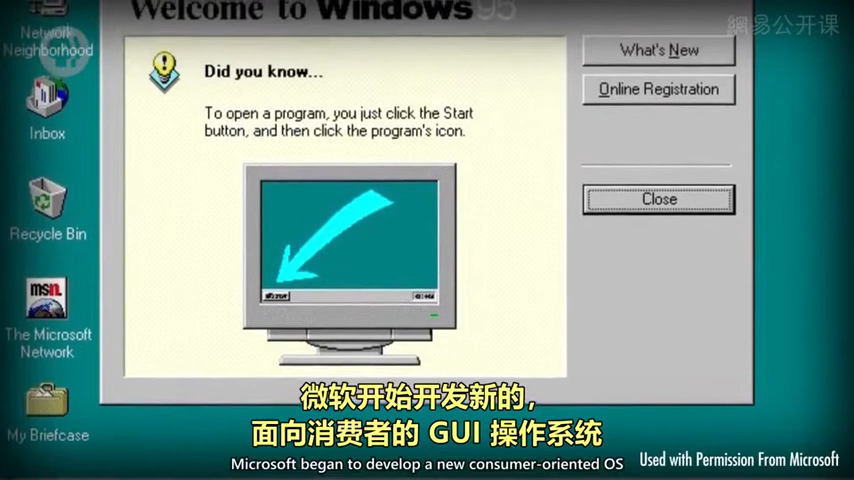 Welcome to Windows 95
網易公开课
Network
Neighborhood
What's New
Did you know...
Online Registration
To open a program, you just click the Start
button, and then click the program's icon.
Inbox
Close
Recycle Bin
msn.
The Microsoft
Network
My Briefcase
微软开始开发新的，
面向消费者的 GUI 操作系统
Microsoft began to develop a new consumer-oriented OS
Used with Permission From Microsoft